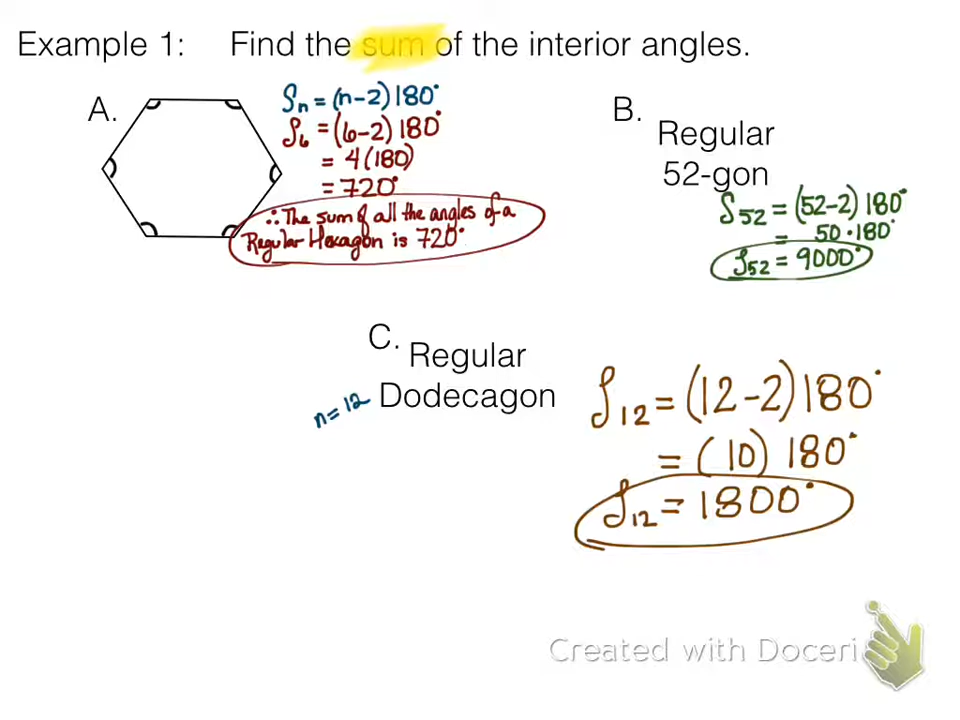 Example 1: Find the sum of the interior angles.
A.
Sn = (n-2)180°
S6 = (6-2)180°
= 4(180)
= 720°
∴ The sum of all the angles of a
Regular Hexagon is 720°
B.
Regular
52-gon
S52 = (52-2)180°
= 50·180°
S52 = 9000°
C.
Regular
Dodecagon
n=12
S12 = (12-2)180°
= (10)180°
S12 = 1800°
Created with Doceri